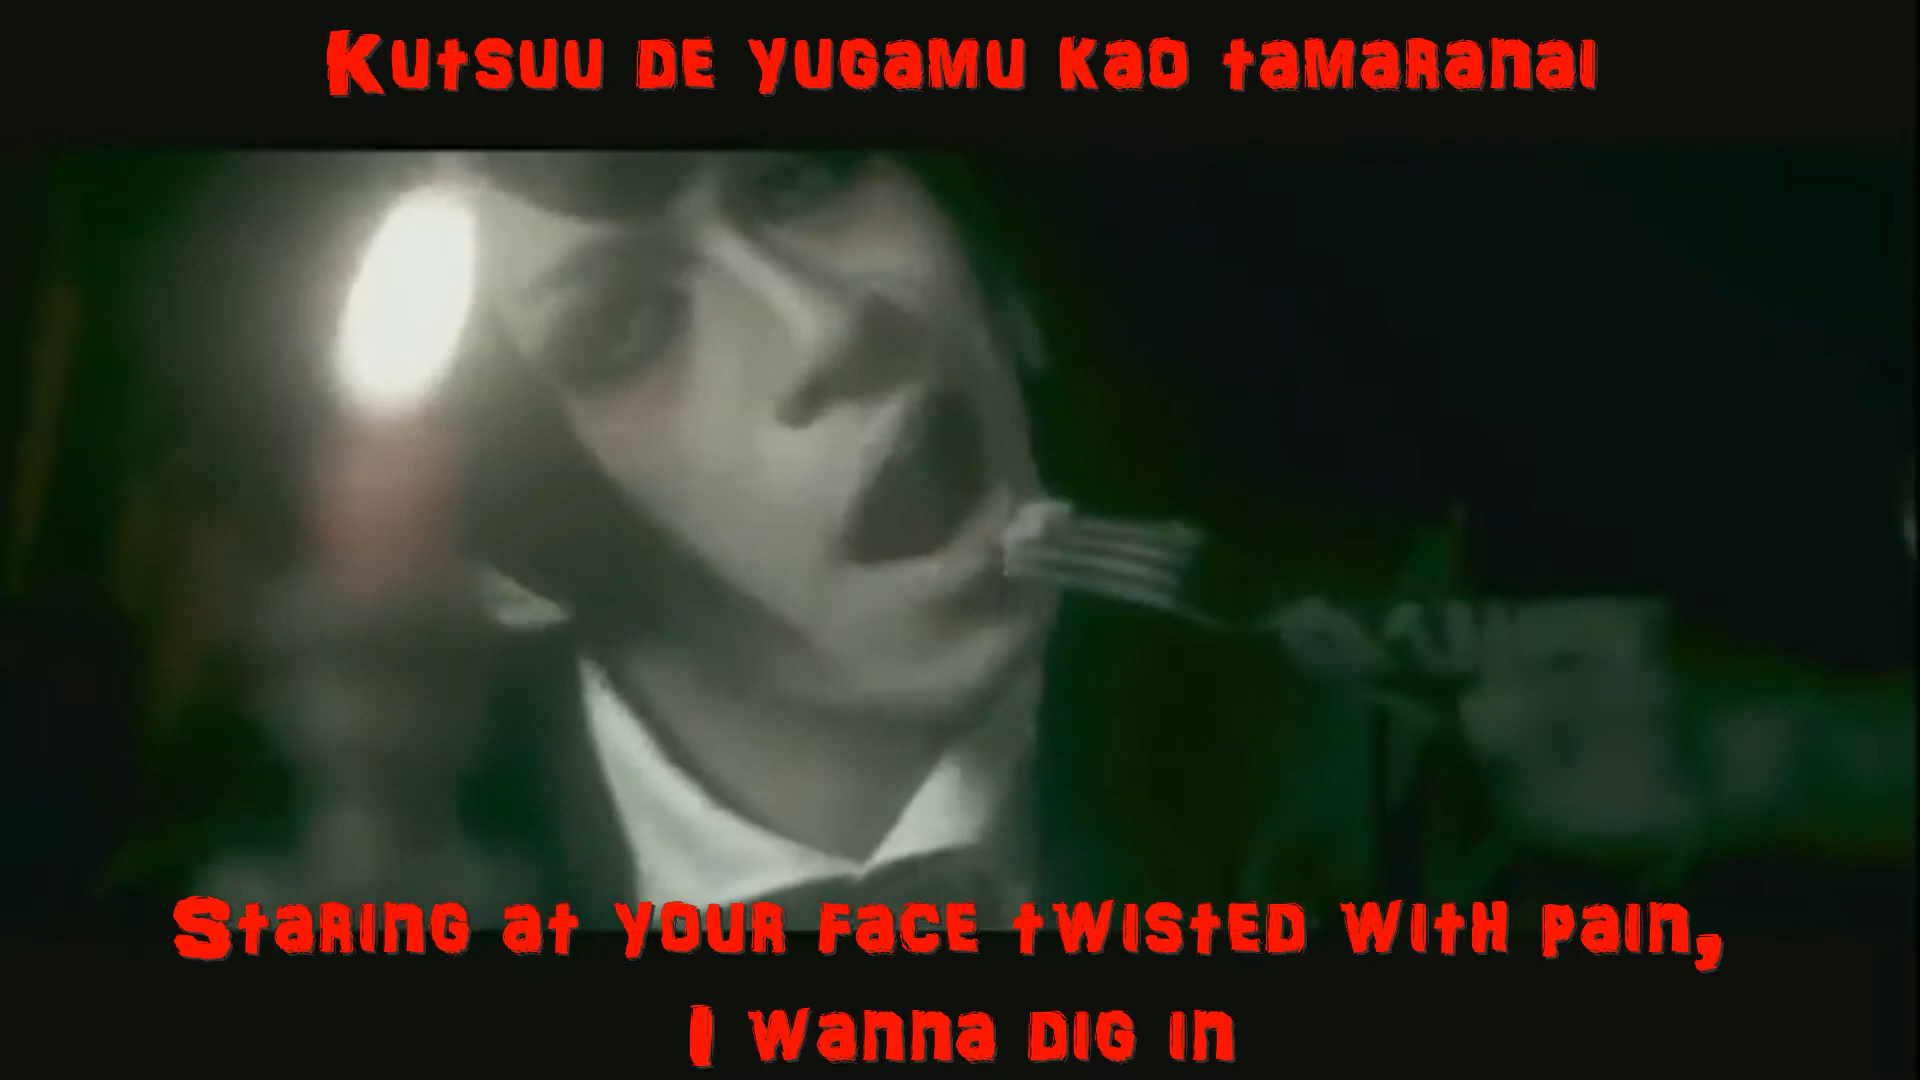 Kutsuu de yugamu kao tamaranai
Staring at your face twisted with pain,
I wanna dig in